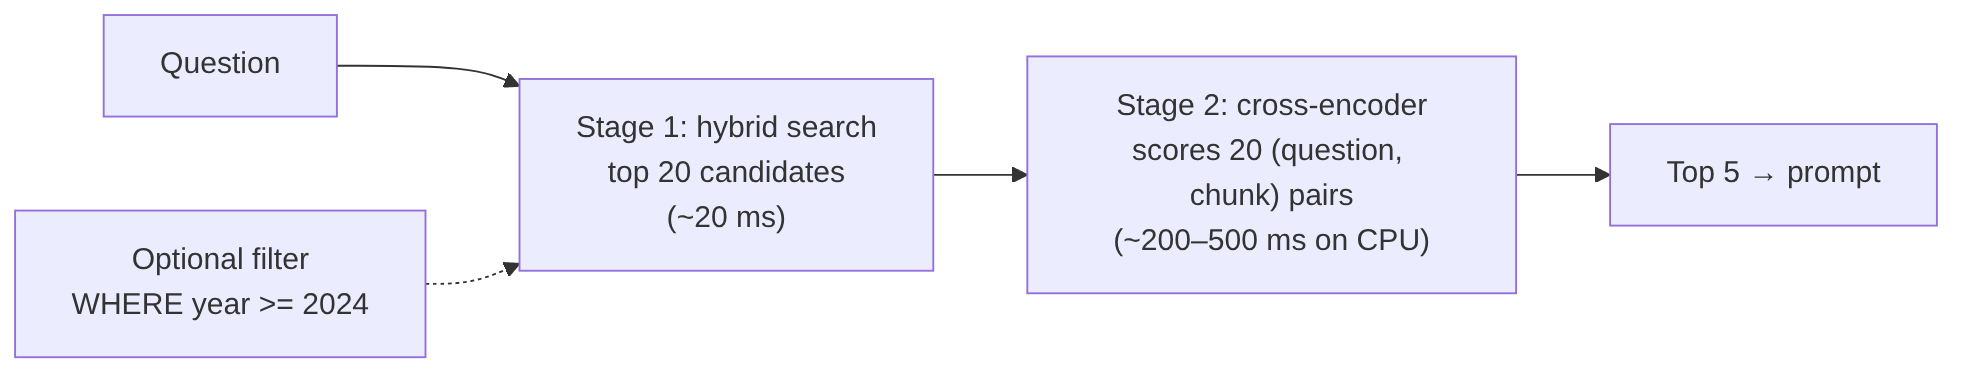 Question
Optional filter
WHERE year >= 2024
Stage 1: hybrid search
top 20 candidates
(~20 ms)
Stage 2: cross-encoder
scores 20 (question,
chunk) pairs
(~200–500 ms on CPU)
Top 5 → prompt